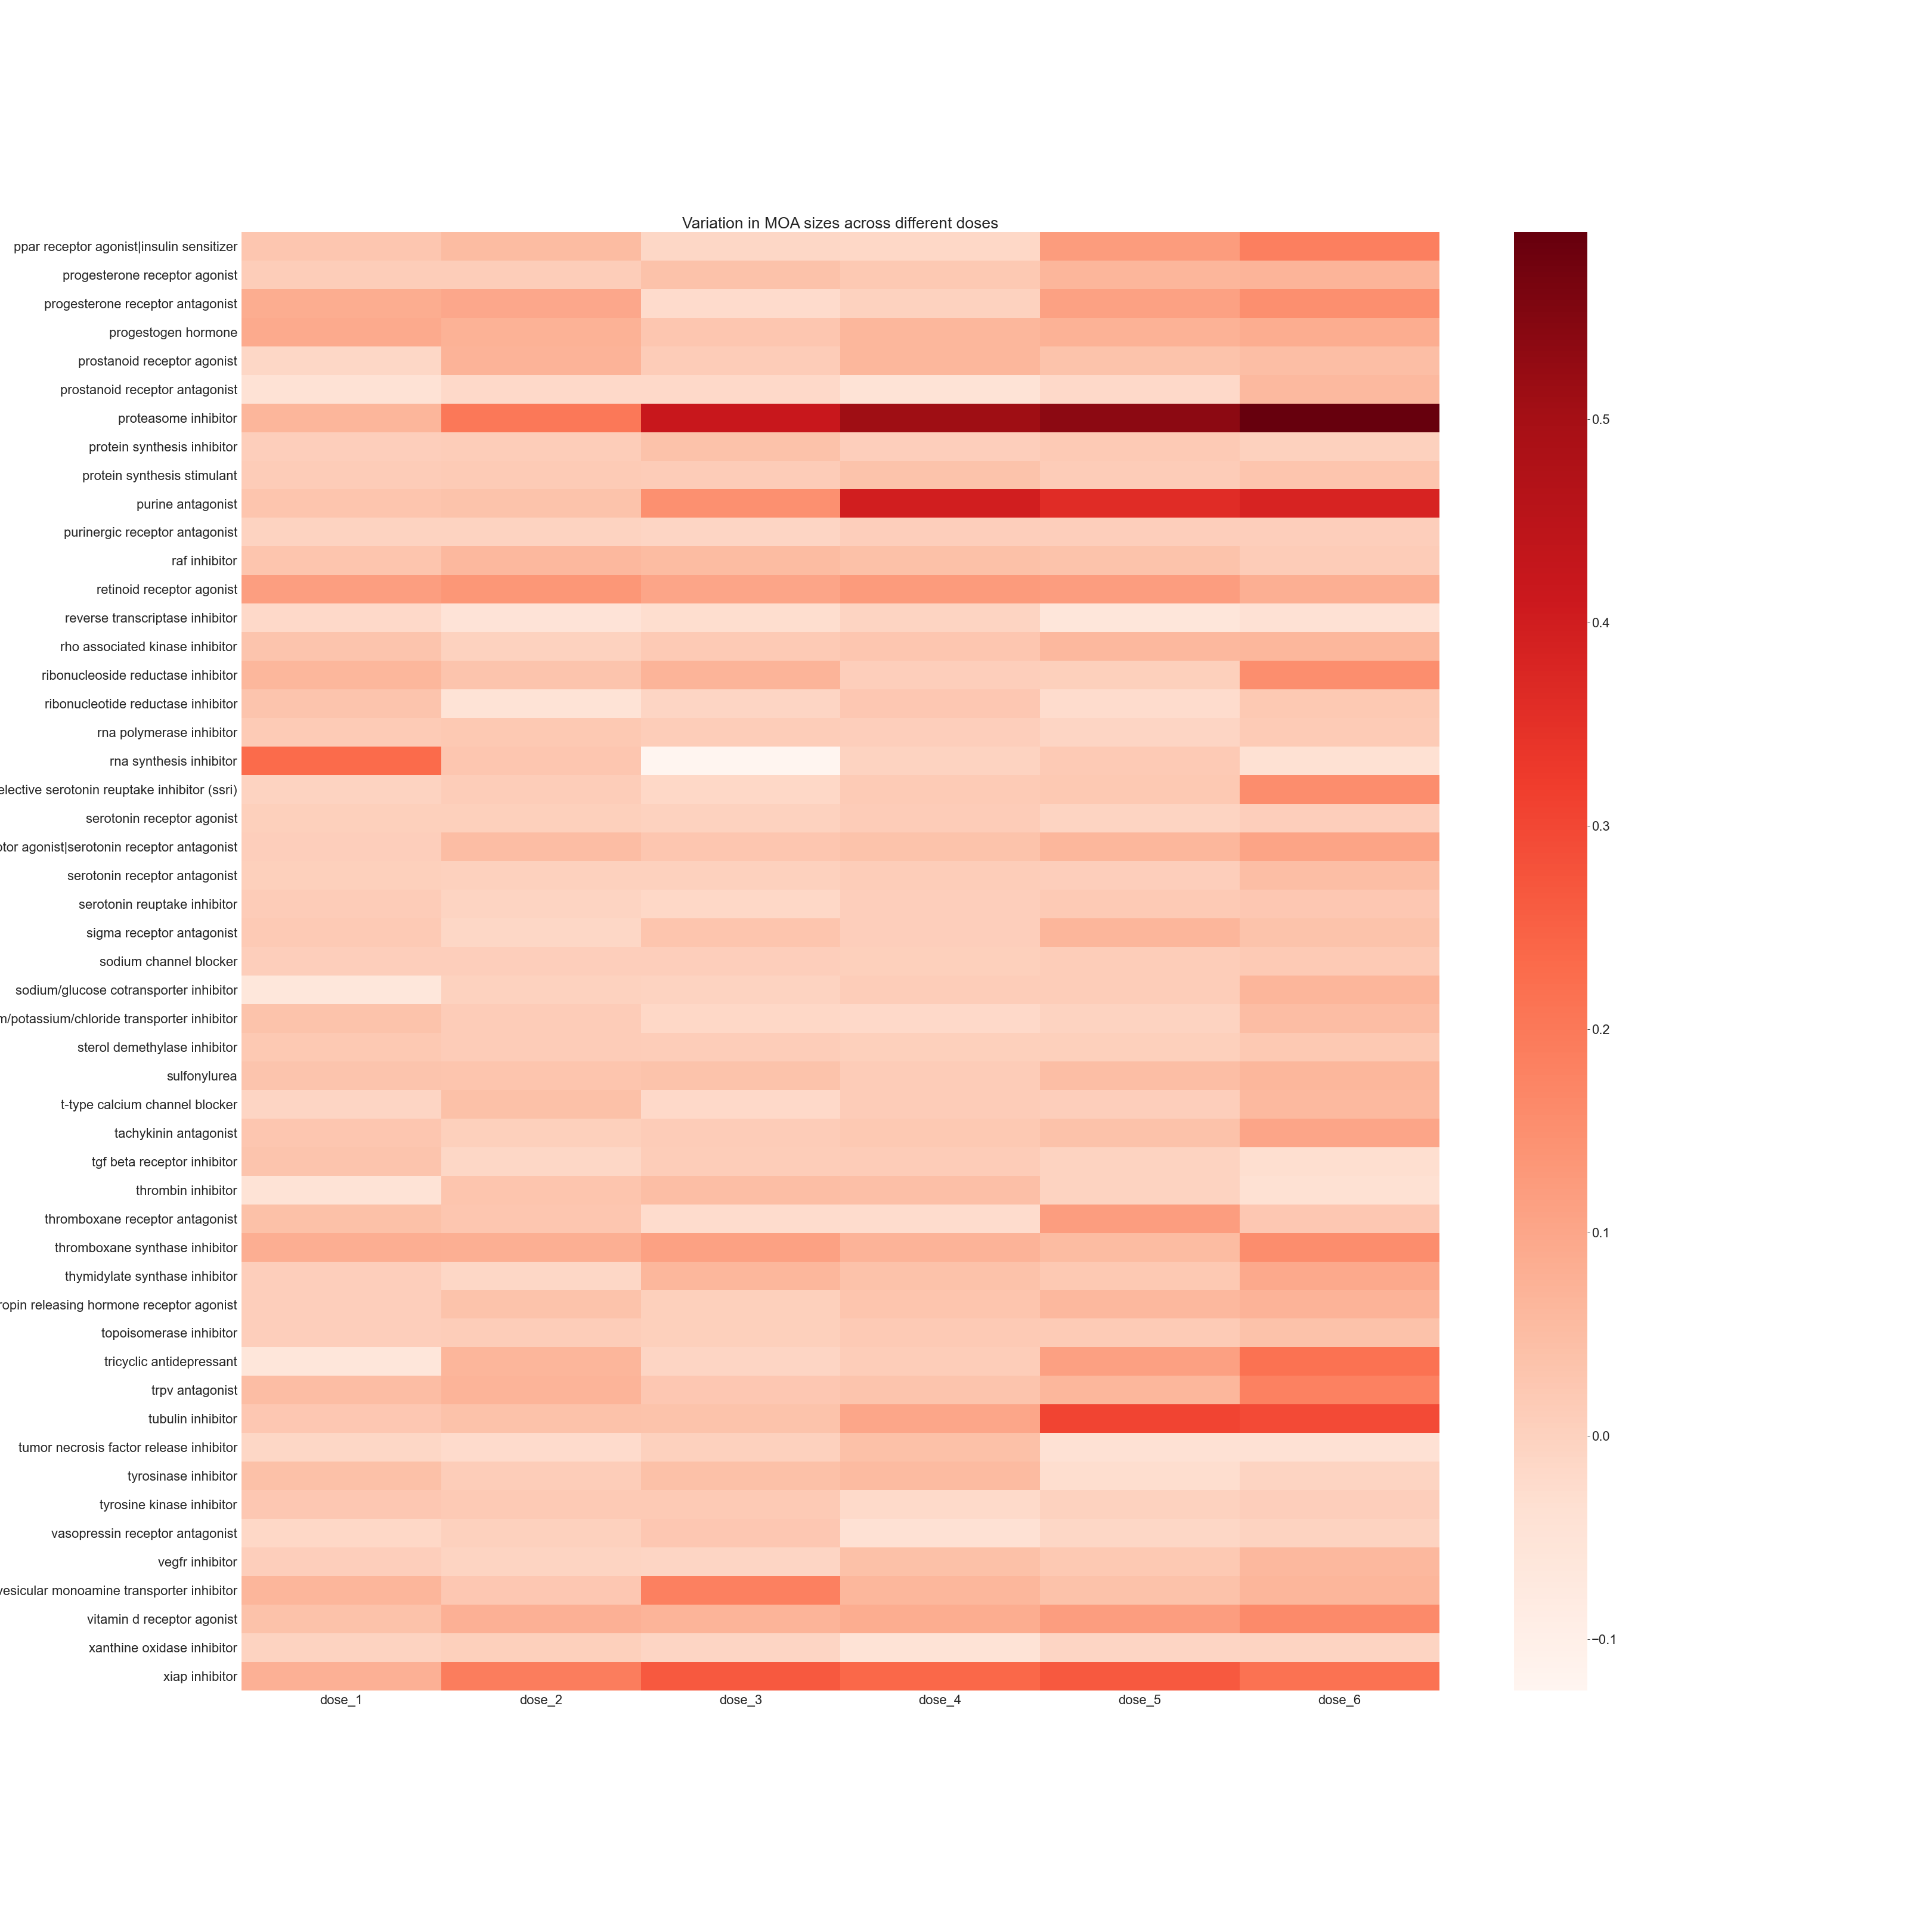 Variation in MOA sizes across different doses
ppar receptor agonist|insulin sensitizer
progesterone receptor agonist
progesterone receptor antagonist
progestogen hormone
prostanoid receptor agonist
prostanoid receptor antagonist
proteasome inhibitor
protein synthesis inhibitor
protein synthesis stimulant
purine antagonist
purinergic receptor antagonist
raf inhibitor
retinoid receptor agonist
reverse transcriptase inhibitor
rho associated kinase inhibitor
ribonucleoside reductase inhibitor
ribonucleotide reductase inhibitor
rna polymerase inhibitor
rna synthesis inhibitor
elective serotonin reuptake inhibitor (ssri)
serotonin receptor agonist
tor agonist|serotonin receptor antagonist
serotonin receptor antagonist
serotonin reuptake inhibitor
sigma receptor antagonist
sodium channel blocker
sodium/glucose cotransporter inhibitor
m/potassium/chloride transporter inhibitor
sterol demethylase inhibitor
sulfonylurea
t-type calcium channel blocker
tachykinin antagonist
tgf beta receptor inhibitor
thrombin inhibitor
thromboxane receptor antagonist
thromboxane synthase inhibitor
thymidylate synthase inhibitor
ropin releasing hormone receptor agonist
topoisomerase inhibitor
tricyclic antidepressant
trpv antagonist
tubulin inhibitor
tumor necrosis factor release inhibitor
tyrosinase inhibitor
tyrosine kinase inhibitor
vasopressin receptor antagonist
vegfr inhibitor
vesicular monoamine transporter inhibitor
vitamin d receptor agonist
xanthine oxidase inhibitor
xiap inhibitor
dose_1 dose_2 dose_3 dose_4 dose_5 dose_6
0.5
0.4
0.3
0.2
0.1
0.0
−0.1